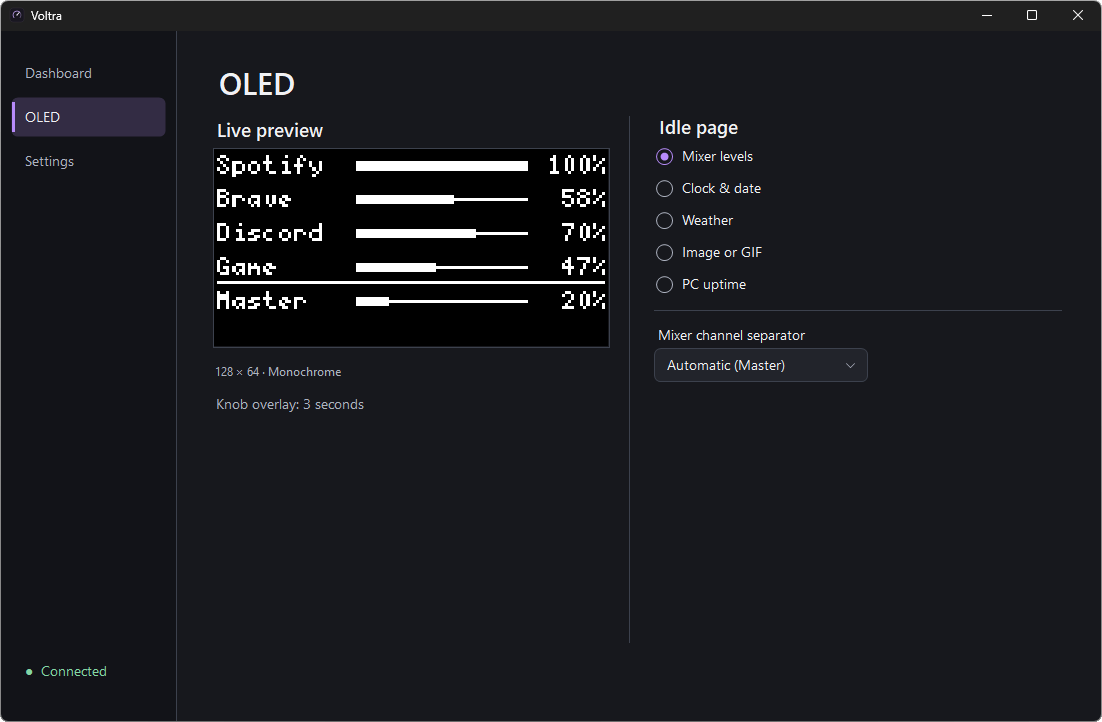 Voltra
Dashboard
OLED
Settings
Connected
OLED
Live preview
Spotify 100%
Brave 58%
Discord 70%
Game 47%
Master 20%
128 × 64 · Monochrome
Knob overlay: 3 seconds
Idle page
Mixer levels
Clock & date
Weather
Image or GIF
PC uptime
Mixer channel separator
Automatic (Master)